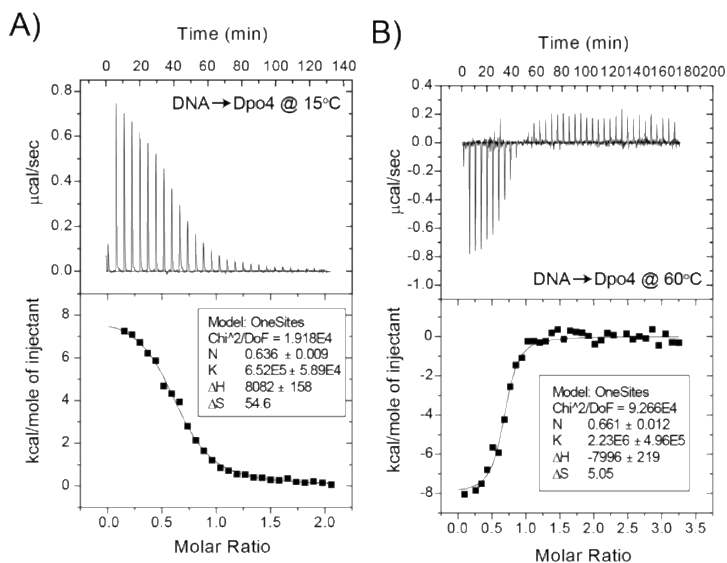 A)
Time (min)
0 20 40 60 80 100 120 140
0.8
0.6
0.4
0.2
0.0
µcal/sec
DNA→Dpo4 @ 15°C
8
6
4
2
0
kcal/mole of injectant
Model: OneSites
Chi^2/DoF = 1.918E4
N 0.636 ± 0.009
K 6.52E5 ± 5.89E4
ΔH 8082 ± 158
ΔS 54.6
0.0 0.5 1.0 1.5 2.0
Molar Ratio
B)
Time (min)
0 20 40 60 80 100 120 140 160 180 200
0.4
0.2
0.0
-0.2
-0.4
-0.6
-0.8
-1.0
µcal/sec
DNA→Dpo4 @ 60°C
0
-2
-4
-6
-8
kcal/mole of injectant
Model: OneSites
Chi^2/DoF = 9.266E4
N 0.661 ± 0.012
K 2.23E6 ± 4.96E5
ΔH -7996 ± 219
ΔS 5.05
0.0 0.5 1.0 1.5 2.0 2.5 3.0 3.5
Molar Ratio